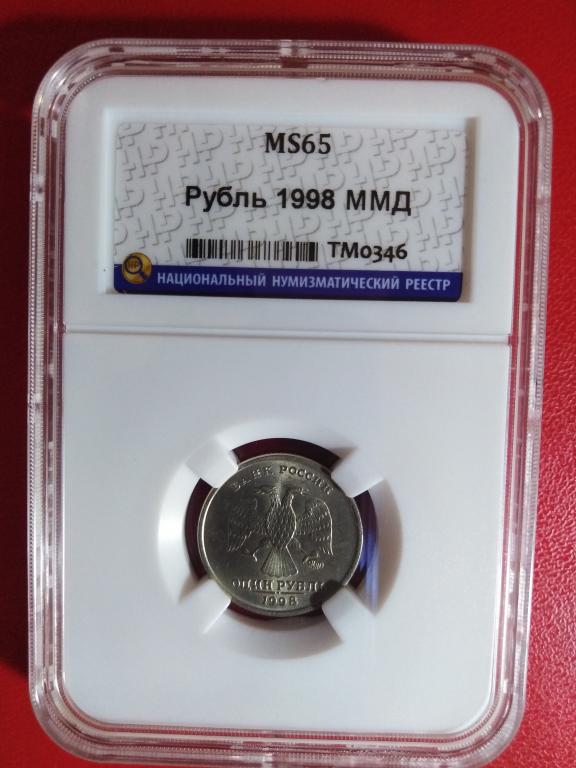 MS65
Рубль 1998 ММД
TM0346
НАЦИОНАЛЬНЫЙ НУМИЗМАТИЧЕСКИЙ РЕЕСТР
БАНК РОССИИ
ОДИН РУБЛЬ
1998